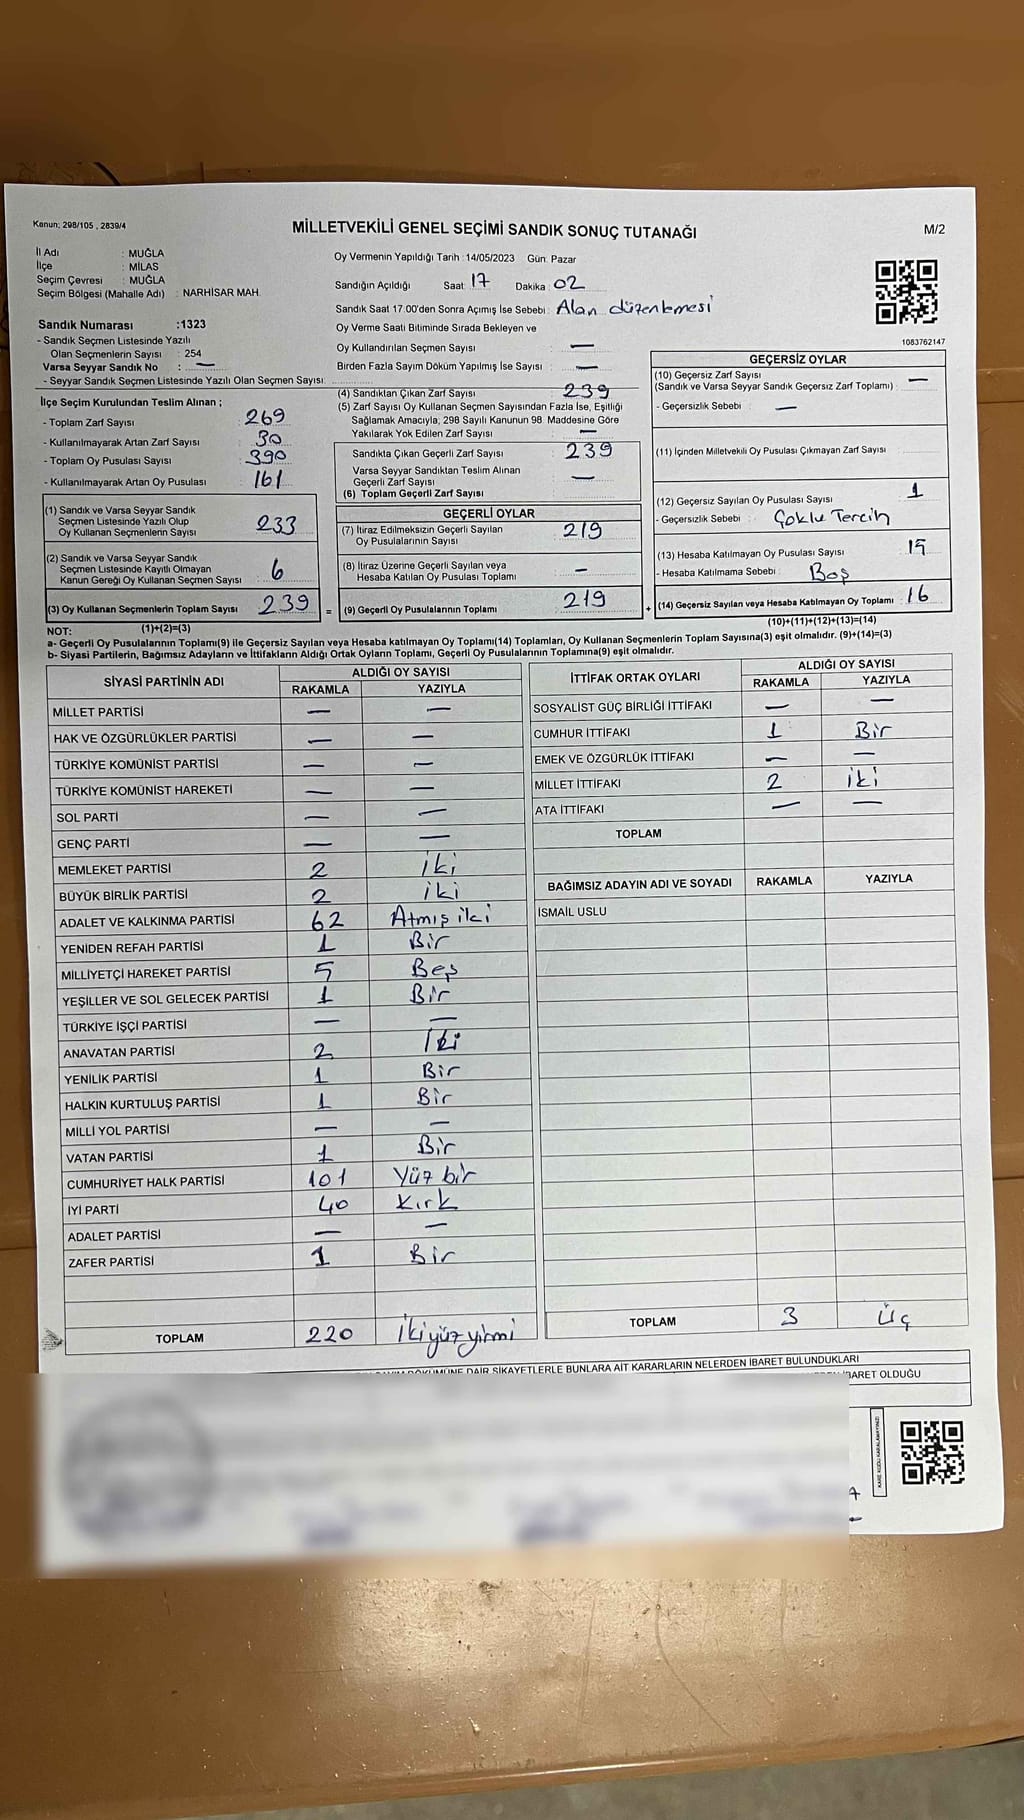 Kanun: 298/105 , 2839/4
MİLLETVEKİLİ GENEL SEÇİMİ SANDIK SONUÇ TUTANAĞI
M/2
İl Adı : MUĞLA
İlçe : MİLAS
Seçim Çevresi : MUĞLA
Seçim Bölgesi (Mahalle Adı) : NARHİSAR MAH.
Sandık Numarası :1323
- Sandık Seçmen Listesinde Yazılı
Olan Seçmenlerin Sayısı : 254
Varsa Seyyar Sandık No : —
- Seyyar Sandık Seçmen Listesinde Yazılı Olan Seçmen Sayısı:
Oy Vermenin Yapıldığı Tarih : 14/05/2023 Gün: Pazar
Sandığın Açıldığı Saat: 17 Dakika : 02
Sandık Saat 17:00'den Sonra Açımış İse Sebebi : Alan düzenlemesi
Oy Verme Saati Bitiminde Sırada Bekleyen ve
Oy Kullandırılan Seçmen Sayısı —
Birden Fazla Sayım Döküm Yapılmış İse Sayısı : —
1083762147
İlçe Seçim Kurulundan Teslim Alınan ;
- Toplam Zarf Sayısı : 269
- Kullanılmayarak Artan Zarf Sayısı : 30
- Toplam Oy Pusulası Sayısı : 390
- Kullanılmayarak Artan Oy Pusulası : 161
(1) Sandık ve Varsa Seyyar Sandık
Seçmen Listesinde Yazılı Olup
Oy Kullanan Seçmenlerin Sayısı : 233
(2) Sandık ve Varsa Seyyar Sandık
Seçmen Listesinde Kayıtlı Olmayan
Kanun Gereği Oy Kullanan Seçmen Sayısı : 6
(3) Oy Kullanan Seçmenlerin Toplam Sayısı : 239
(1)+(2)=(3)
(4) Sandıktan Çıkan Zarf Sayısı : 239
(5) Zarf Sayısı Oy Kullanan Seçmen Sayısından Fazla İse, Eşitliği
Sağlamak Amacıyla; 298 Sayılı Kanunun 98. Maddesine Göre
Yakılarak Yok Edilen Zarf Sayısı : —
Sandıkta Çıkan Geçerli Zarf Sayısı : 239
Varsa Seyyar Sandıktan Teslim Alınan
Geçerli Zarf Sayısı : —
(6) Toplam Geçerli Zarf Sayısı
GEÇERLİ OYLAR
(7) İtiraz Edilmeksizin Geçerli Sayılan
Oy Pusulalarının Sayısı : 219
(8) İtiraz Üzerine Geçerli Sayılan veya
Hesaba Katılan Oy Pusulası Toplamı : —
= (9) Geçerli Oy Pusulalarının Toplamı : 219
GEÇERSİZ OYLAR
(10) Geçersiz Zarf Sayısı
(Sandık ve Varsa Seyyar Sandık Geçersiz Zarf Toplamı) : —
- Geçersizlik Sebebi : —
(11) İçinden Milletvekili Oy Pusulası Çıkmayan Zarf Sayısı :
(12) Geçersiz Sayılan Oy Pusulası Sayısı : 1
- Geçersizlik Sebebi : Çoklu Tercih
(13) Hesaba Katılmayan Oy Pusulası Sayısı : 15
- Hesaba Katılmama Sebebi : Boş
+ (14) Geçersiz Sayılan veya Hesaba Katılmayan Oy Toplamı : 16
(10)+(11)+(12)+(13)=(14)
NOT:
a- Geçerli Oy Pusulalarının Toplamı(9) ile Geçersiz Sayılan veya Hesaba katılmayan Oy Toplamı(14) Toplamları, Oy Kullanan Seçmenlerin Toplam Sayısına(3) eşit olmalıdır. (9)+(14)=(3)
b- Siyasi Partilerin, Bağımsız Adayların ve İttifakların Aldığı Ortak Oyların Toplamı, Geçerli Oy Pusulalarının Toplamına(9) eşit olmalıdır.
SİYASİ PARTİNİN ADI ALDIĞI OY SAYISI
RAKAMLA YAZIYLA
MİLLET PARTİSİ — —
HAK VE ÖZGÜRLÜKLER PARTİSİ — —
TÜRKİYE KOMÜNİST PARTİSİ — —
TÜRKİYE KOMÜNİST HAREKETİ — —
SOL PARTİ — —
GENÇ PARTİ — —
MEMLEKET PARTİSİ 2 iki
BÜYÜK BİRLİK PARTİSİ 2 iki
ADALET VE KALKINMA PARTİSİ 62 Atmış iki
YENİDEN REFAH PARTİSİ 1 Bir
MİLLİYETÇİ HAREKET PARTİSİ 5 Beş
YEŞİLLER VE SOL GELECEK PARTİSİ 1 Bir
TÜRKİYE İŞÇİ PARTİSİ — —
ANAVATAN PARTİSİ 2 İki
YENİLİK PARTİSİ 1 Bir
HALKIN KURTULUŞ PARTİSİ 1 Bir
MİLLİ YOL PARTİSİ — —
VATAN PARTİSİ 1 Bir
CUMHURİYET HALK PARTİSİ 101 Yüz bir
İYİ PARTİ 40 Kırk
ADALET PARTİSİ — —
ZAFER PARTİSİ 1 Bir
TOPLAM 220 İkiyüz yirmi
İTTİFAK ORTAK OYLARI ALDIĞI OY SAYISI
RAKAMLA YAZIYLA
SOSYALİST GÜÇ BİRLİĞİ İTTİFAKI — —
CUMHUR İTTİFAKI 1 Bir
EMEK VE ÖZGÜRLÜK İTTİFAKI — —
MİLLET İTTİFAKI 2 iki
ATA İTTİFAKI — —
TOPLAM
BAĞIMSIZ ADAYIN ADI VE SOYADI RAKAMLA YAZIYLA
İSMAİL USLU
TOPLAM 3 Üç
DAİR ŞİKAYETLERLE BUNLARA AİT KARARLARIN NELERDEN İBARET BULUNDUKLARI
İBARET OLDUĞU
KARE KODU KARALAMAYINIZ!